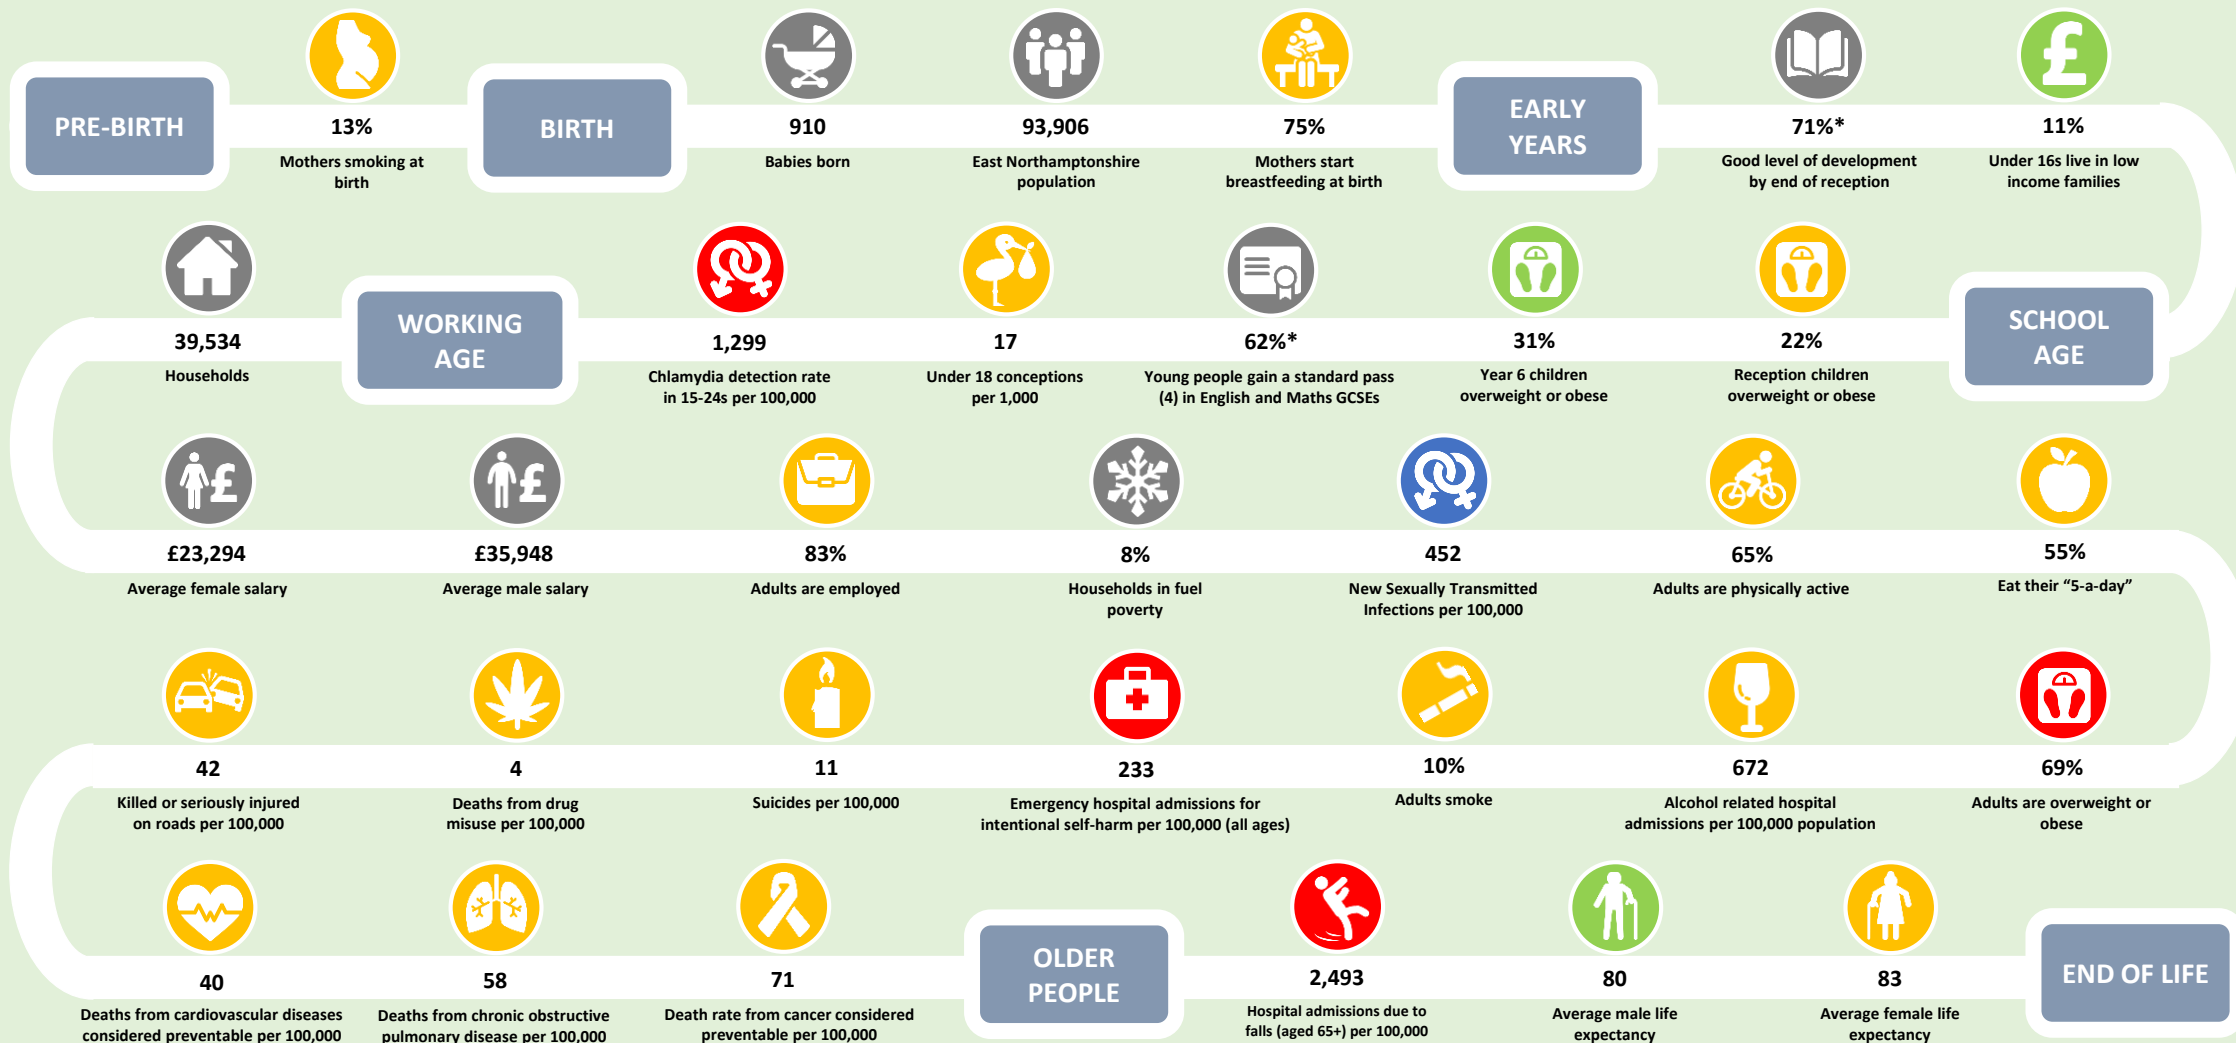 PRE-BIRTH
13%
Mothers smoking at
birth
BIRTH
910
Babies born
93,906
East Northamptonshire
population
75%
Mothers start
breastfeeding at birth
EARLY
YEARS
71%*
Good level of development
by end of reception
11%
Under 16s live in low
income families
SCHOOL
AGE
22%
Reception children
overweight or obese
31%
Year 6 children
overweight or obese
62%*
Young people gain a standard pass
(4) in English and Maths GCSEs
17
Under 18 conceptions
per 1,000
1,299
Chlamydia detection rate
in 15-24s per 100,000
WORKING
AGE
39,534
Households
£
£23,294
Average female salary
£
£35,948
Average male salary
83%
Adults are employed
8%
Households in fuel
poverty
452
New Sexually Transmitted
Infections per 100,000
65%
Adults are physically active
55%
Eat their “5-a-day”
69%
Adults are overweight or
obese
672
Alcohol related hospital
admissions per 100,000 population
10%
Adults smoke
233
Emergency hospital admissions for
intentional self-harm per 100,000 (all ages)
11
Suicides per 100,000
4
Deaths from drug
misuse per 100,000
42
Killed or seriously injured
on roads per 100,000
40
Deaths from cardiovascular diseases
considered preventable per 100,000
58
Deaths from chronic obstructive
pulmonary disease per 100,000
71
Death rate from cancer considered
preventable per 100,000
OLDER
PEOPLE
2,493
Hospital admissions due to
falls (aged 65+) per 100,000
80
Average male life
expectancy
83
Average female life
expectancy
END OF LIFE
£